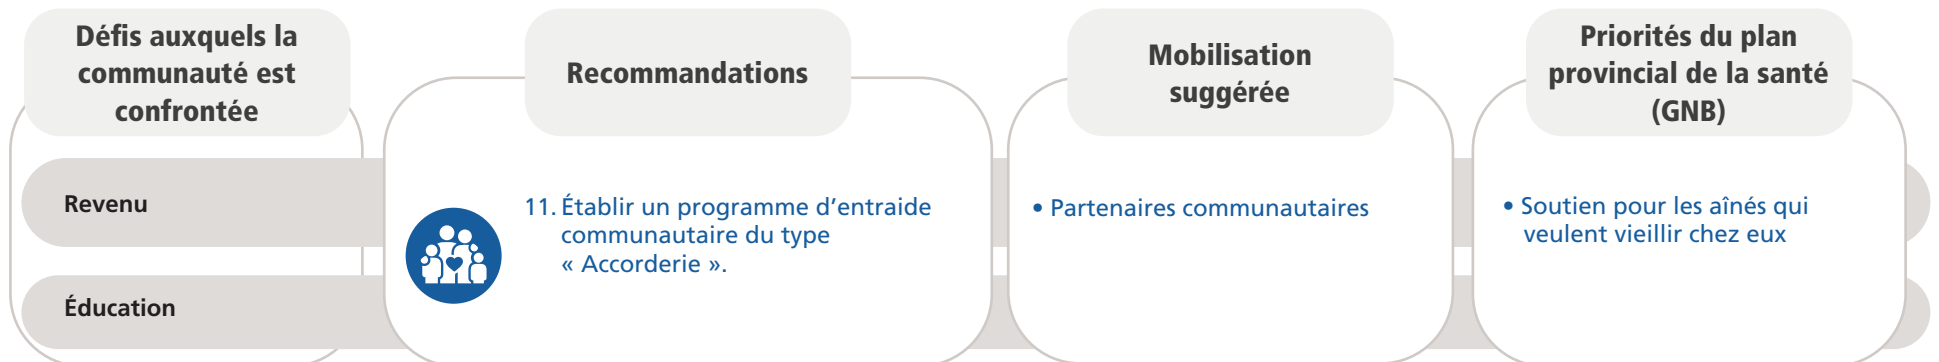 Défis auxquels la
communauté est
confrontée
Recommandations
Mobilisation
suggérée
Priorités du plan
provincial de la santé
(GNB)
Revenu
Éducation
11. Établir un programme d’entraide
communautaire du type
« Accorderie ».
• Partenaires communautaires
• Soutien pour les aînés qui
veulent vieillir chez eux